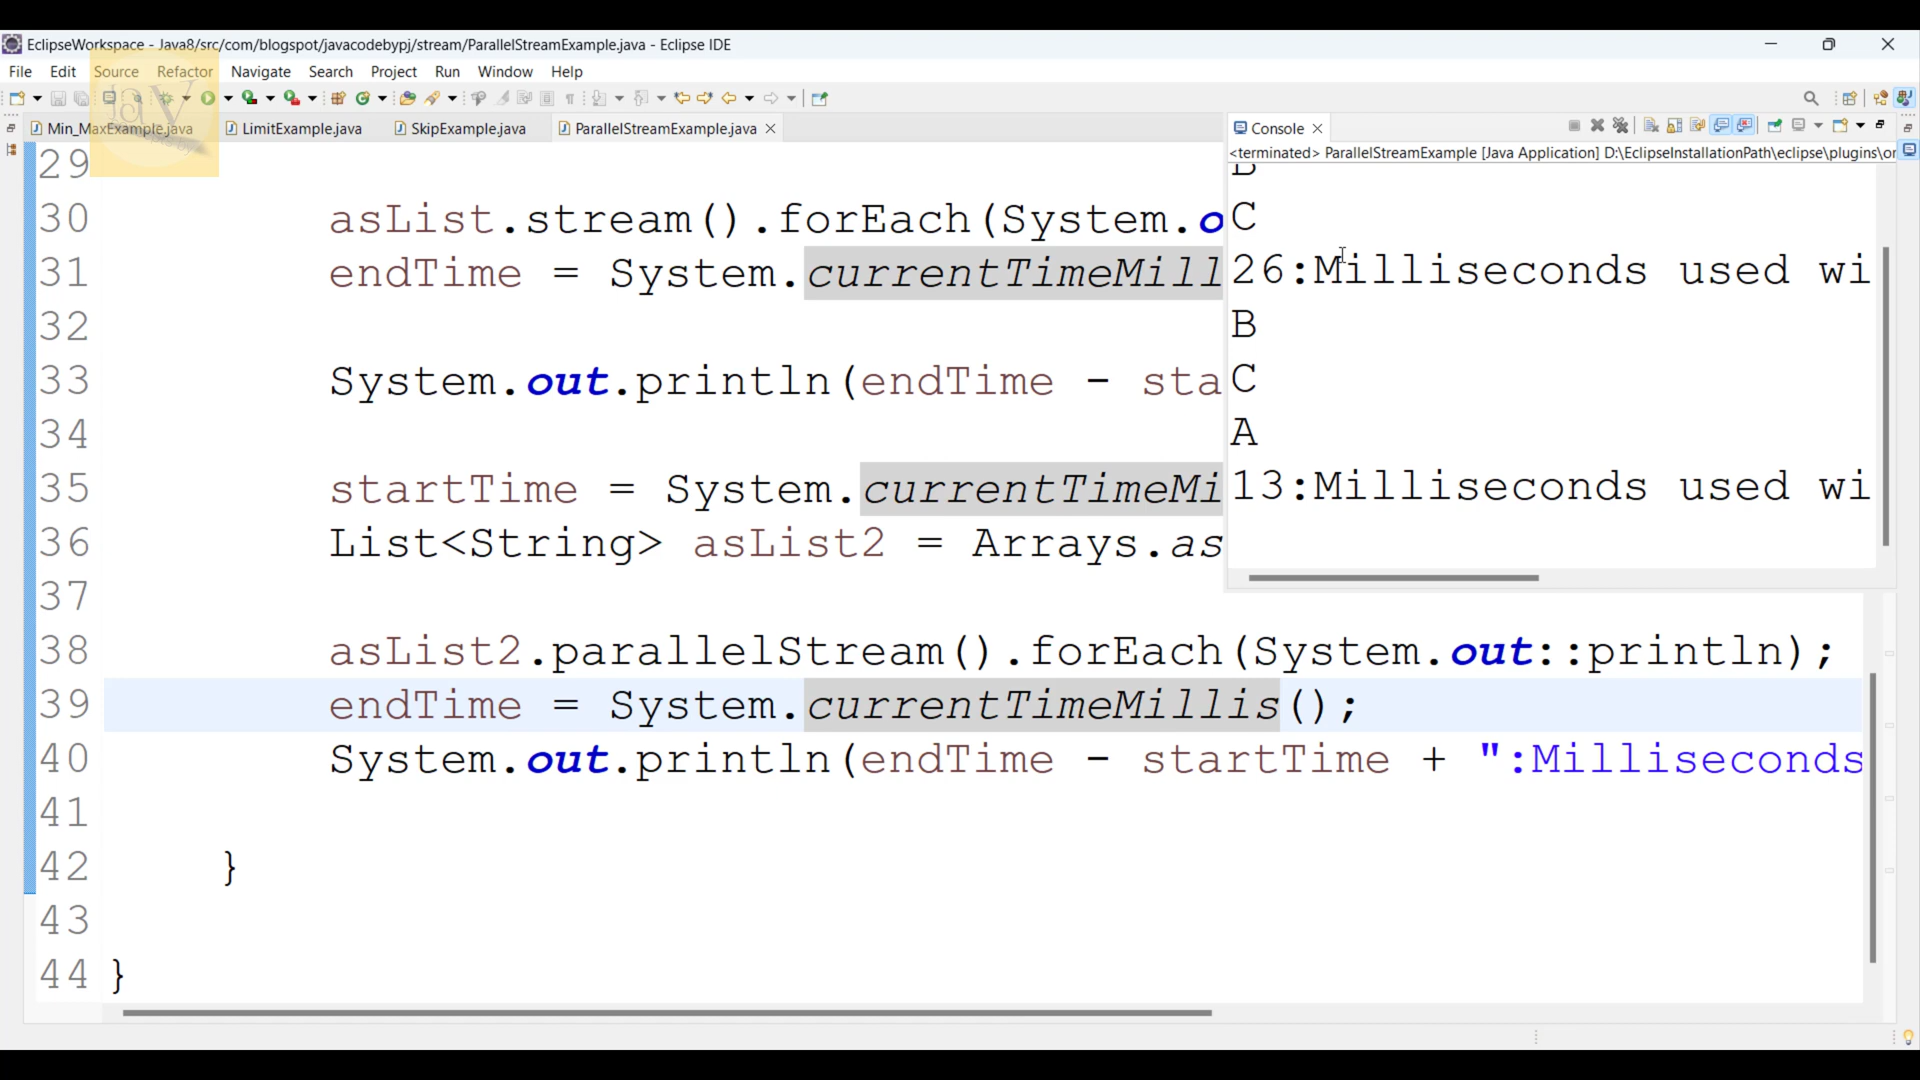 EclipseWorkspace - Java8/src/com/blogspot/javacodebypj/stream/ParallelStreamExample.java - Eclipse IDE
File Edit Source Refactor Navigate Search Project Run Window Help
Min_MaxExample.java LimitExample.java SkipExample.java ParallelStreamExample.java
JaV
29
30 asList.stream().forEach(System.o
31 endTime = System.currentTimeMill
32
33 System.out.println(endTime - sta
34
35 startTime = System.currentTimeMi
36 List<String> asList2 = Arrays.as
37
38 asList2.parallelStream().forEach(System.out::println);
39 endTime = System.currentTimeMillis();
40 System.out.println(endTime - startTime + ":Milliseconds
41
42 }
43
44 }
Console
<terminated> ParallelStreamExample [Java Application] D:\EclipseInstallationPath\eclipse\plugins\or
B
C
26:Milliseconds used wi
B
C
A
13:Milliseconds used wi